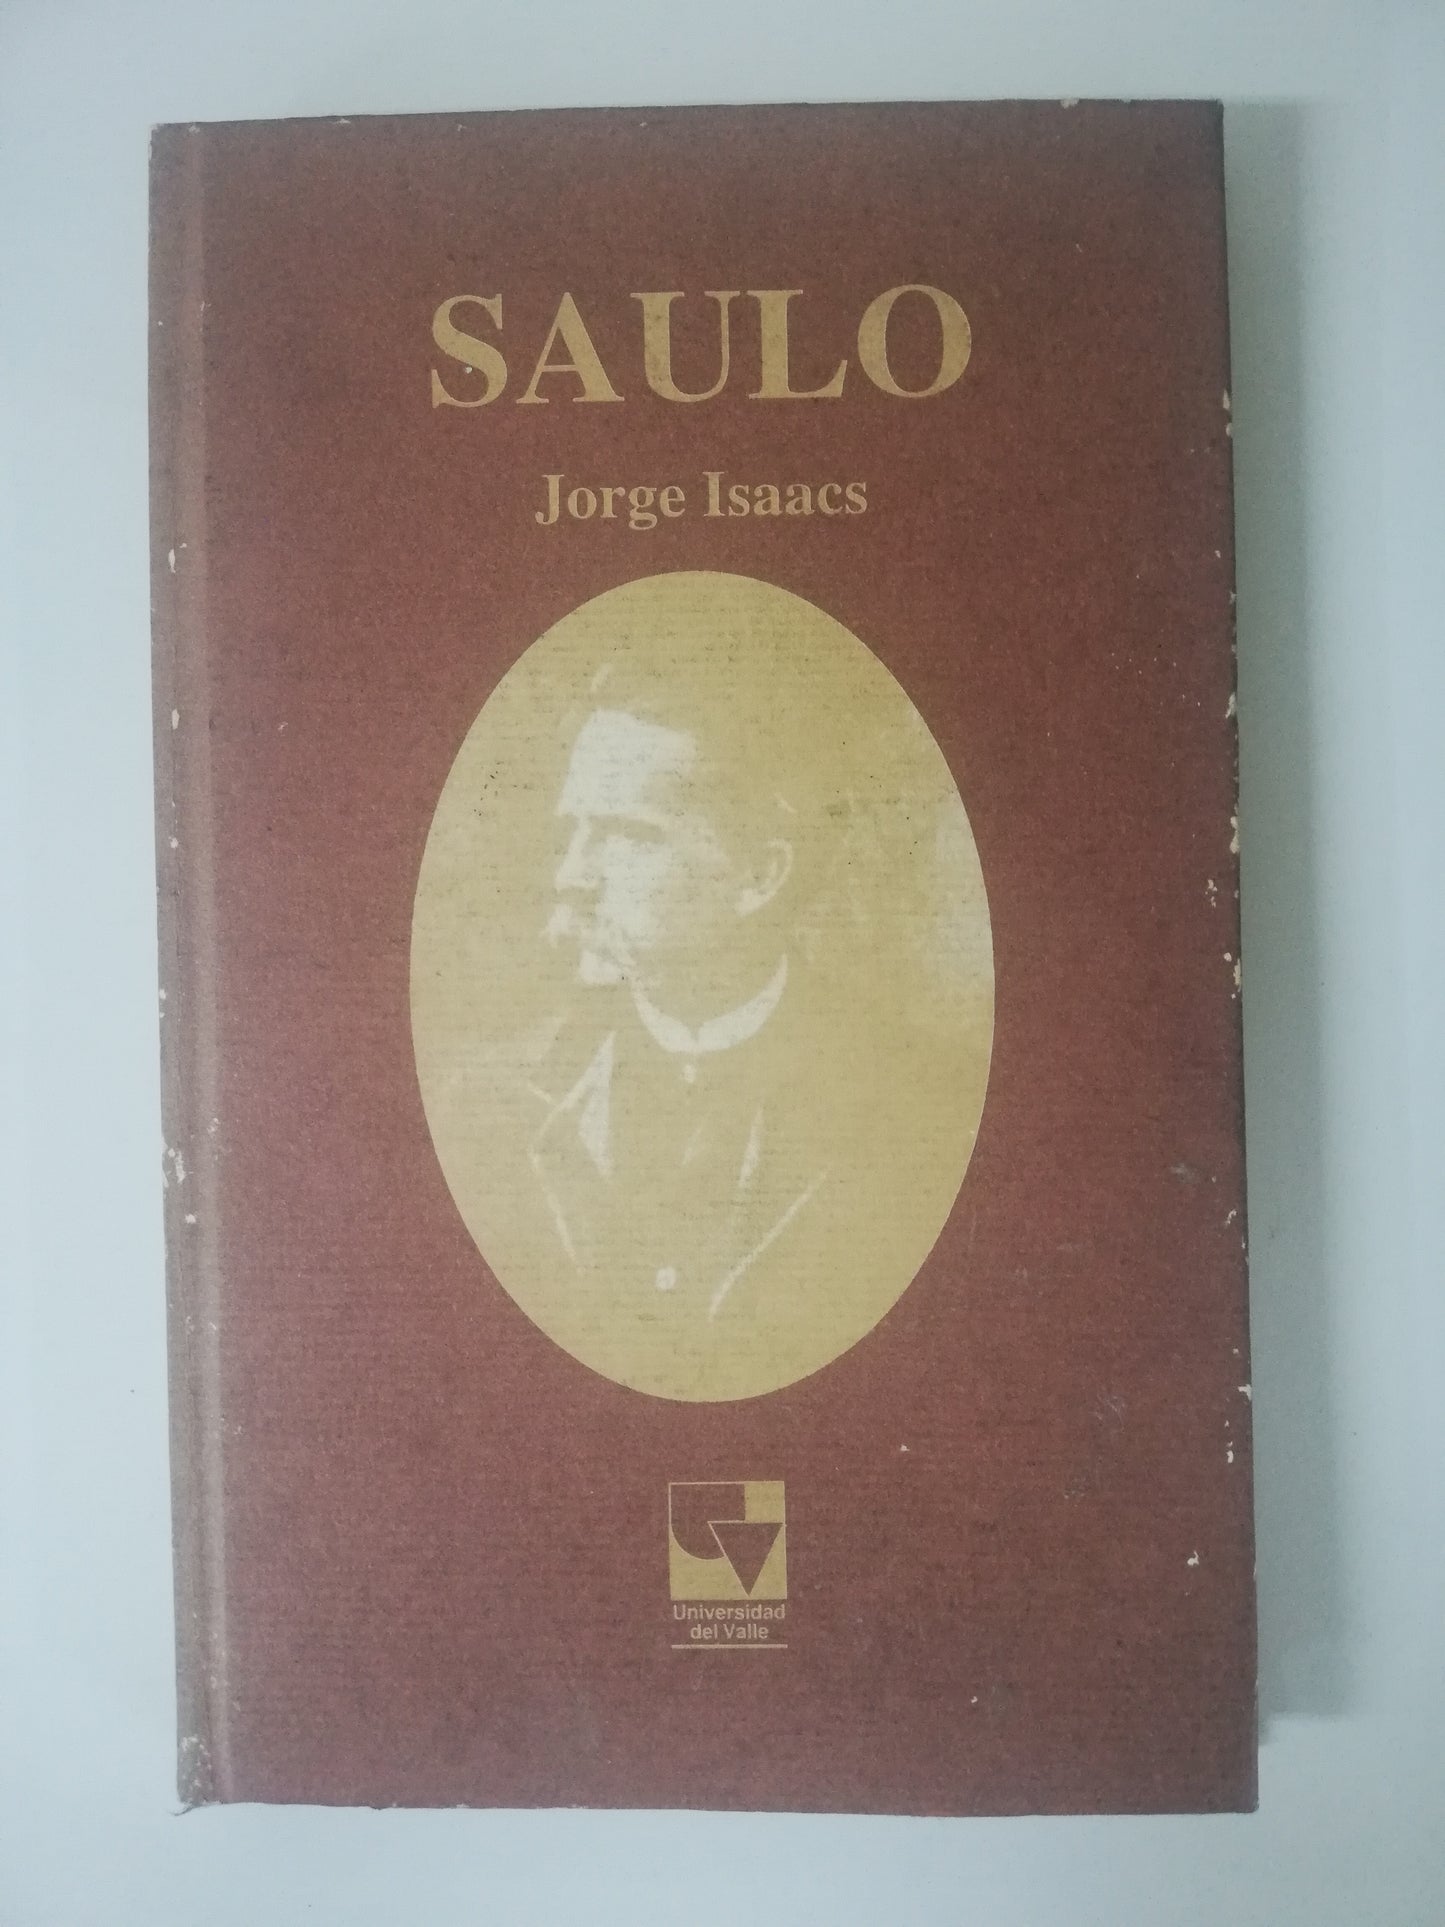 SAULO
Jorge Isaacs
Universidad
del Valle